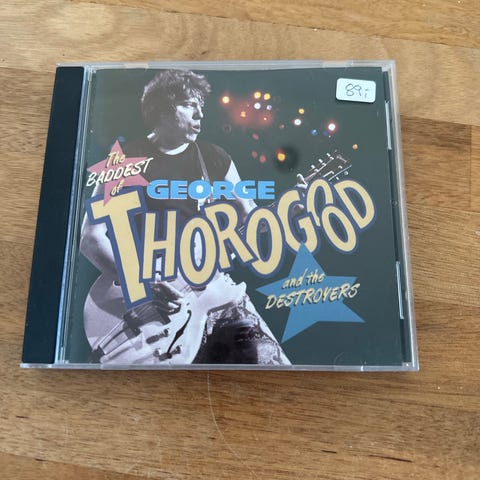 89,-
The
BADDEST
of
GEORGE
THOROGOOD
and the
DESTROYERS